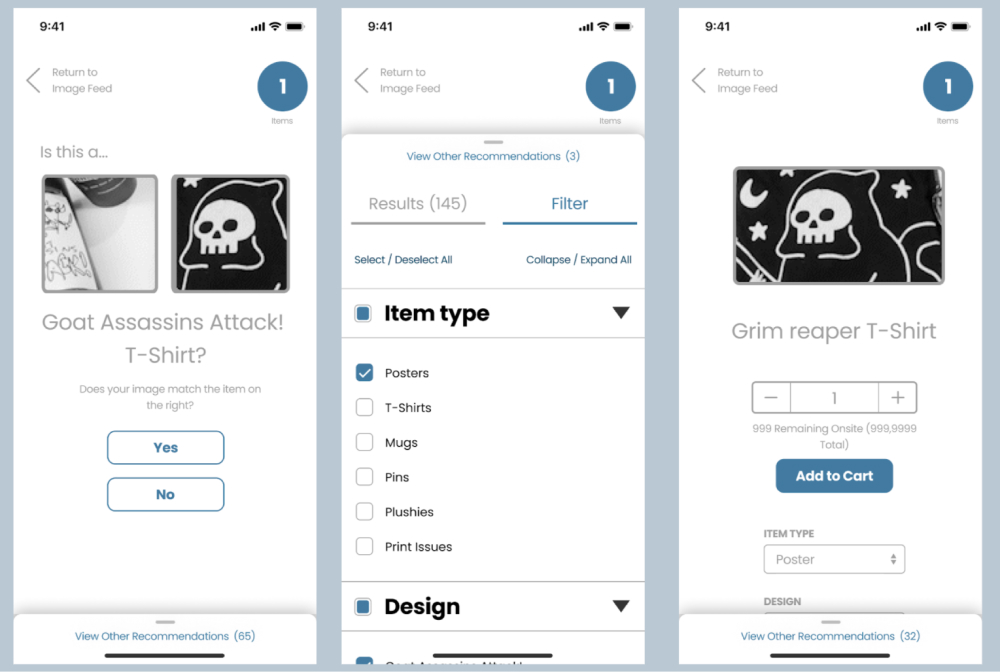 9:41
Return to
Image Feed
1
Items
Is this a...
Goat Assassins Attack!
T-Shirt?
Does your image match the item on
the right?
Yes
No
View Other Recommendations (65)
9:41
Return to
Image Feed
1
Items
View Other Recommendations (3)
Results (145)
Filter
Select / Deselect All
Collapse / Expand All
Item type
Posters
T-Shirts
Mugs
Pins
Plushies
Print Issues
Design
Goat Assassins Attack!
9:41
Return to
Image Feed
1
Items
Grim reaper T-Shirt
1
999 Remaining Onsite (999,9999
Total)
Add to Cart
ITEM TYPE
Poster
DESIGN
View Other Recommendations (32)